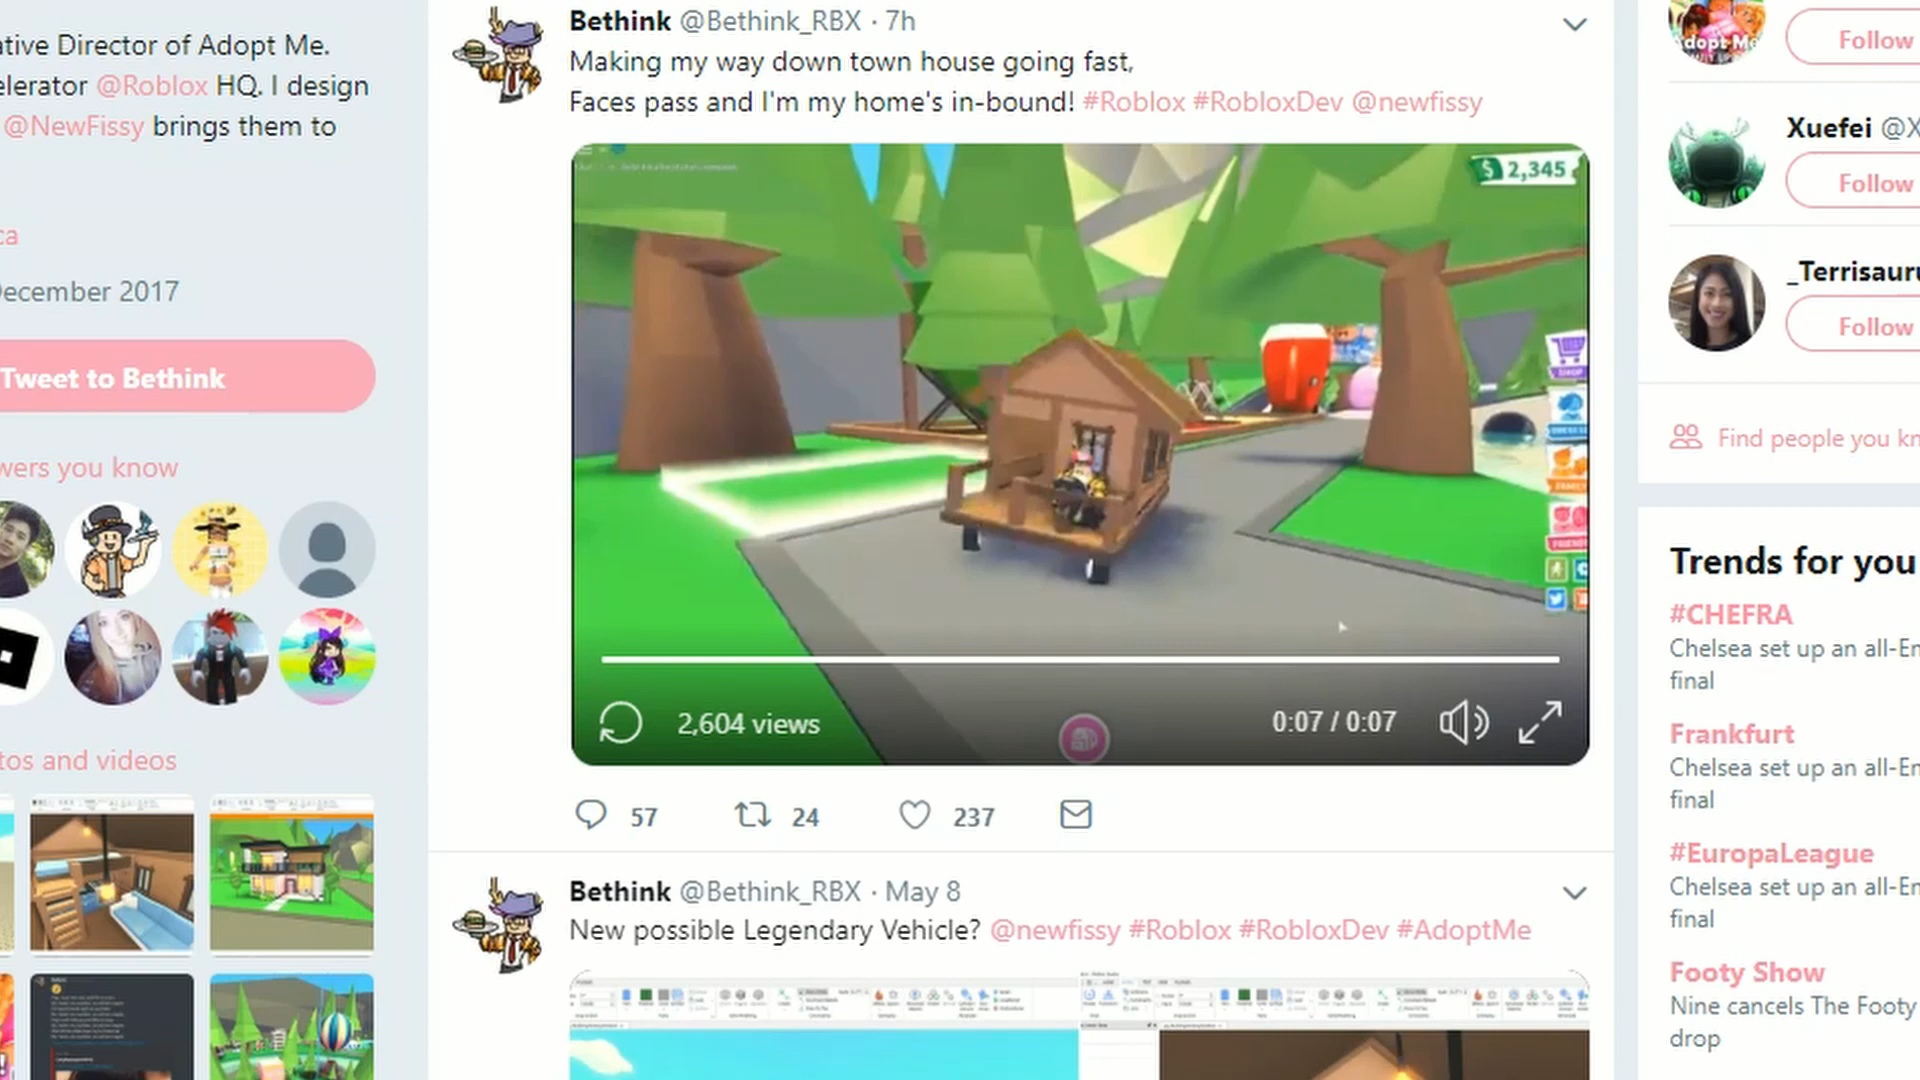 ative Director of Adopt Me.
elerator @Roblox HQ. I design
@NewFissy brings them to
ca
December 2017
Tweet to Bethink
wers you know
tos and videos
Bethink @Bethink_RBX · 7h
Making my way down town house going fast,
Faces pass and I'm my home's in-bound! #Roblox #RobloxDev @newfissy
$ 2,345
2,604 views
0:07 / 0:07
57
24
237
Bethink @Bethink_RBX · May 8
New possible Legendary Vehicle? @newfissy #Roblox #RobloxDev #AdoptMe
Adopt Me
Follow
Xuefei @X
Follow
_Terrisauru
Follow
Find people you kn
Trends for you
#CHEFRA
Chelsea set up an all-En
final
Frankfurt
Chelsea set up an all-En
final
#EuropaLeague
Chelsea set up an all-En
final
Footy Show
Nine cancels The Footy
drop